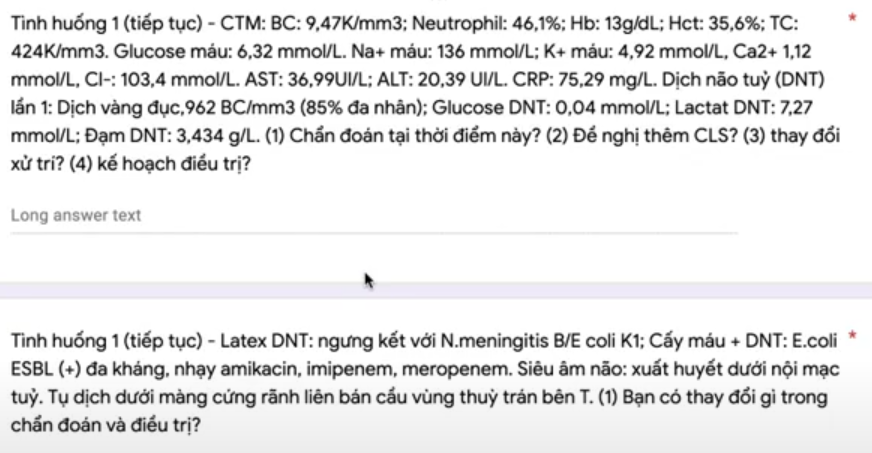 Tình huống 1 (tiếp tục) - CTM: BC: 9,47K/mm3; Neutrophil: 46,1%; Hb: 13g/dL; Hct: 35,6%; TC: *
424K/mm3. Glucose máu: 6,32 mmol/L. Na+ máu: 136 mmol/L; K+ máu: 4,92 mmol/L, Ca2+ 1,12
mmol/L, Cl-: 103,4 mmol/L. AST: 36,99UI/L; ALT: 20,39 UI/L. CRP: 75,29 mg/L. Dịch não tuỷ (DNT)
lần 1: Dịch vàng đục,962 BC/mm3 (85% đa nhân); Glucose DNT: 0,04 mmol/L; Lactat DNT: 7,27
mmol/L; Đạm DNT: 3,434 g/L. (1) Chẩn đoán tại thời điểm này? (2) Đề nghị thêm CLS? (3) thay đổi
xử trí? (4) kế hoạch điều trị?
Long answer text
Tình huống 1 (tiếp tục) - Latex DNT: ngưng kết với N.meningitis B/E coli K1; Cấy máu + DNT: E.coli *
ESBL (+) đa kháng, nhạy amikacin, imipenem, meropenem. Siêu âm não: xuất huyết dưới nội mạc
tuỷ. Tụ dịch dưới màng cứng rãnh liên bán cầu vùng thuỳ trán bên T. (1) Bạn có thay đổi gì trong
chẩn đoán và điều trị?